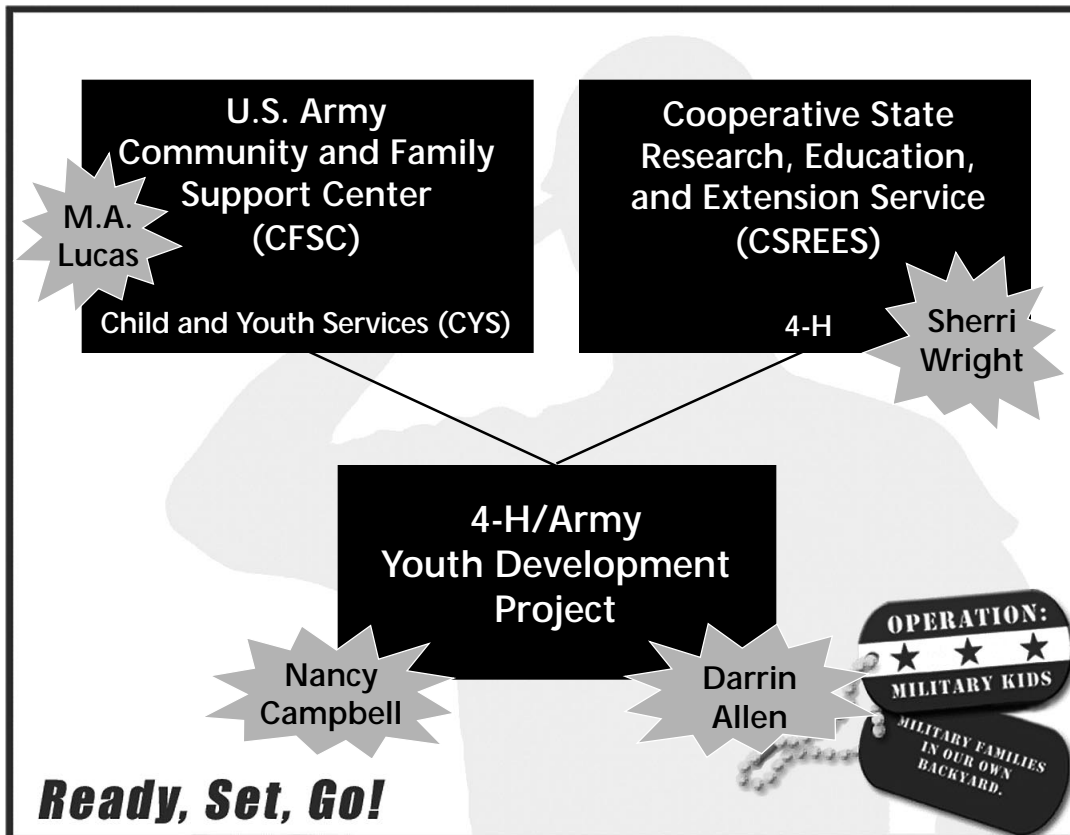 U.S. Army
Community and Family
Support Center
(CFSC)
Child and Youth Services (CYS)
M.A.
Lucas
Cooperative State
Research, Education,
and Extension Service
(CSREES)
4-H
Sherri
Wright
4-H/Army
Youth Development
Project
Nancy
Campbell
Darrin
Allen
OPERATION:
MILITARY KIDS
MILITARY FAMILIES
IN OUR OWN
BACKYARD.
Ready, Set, Go!